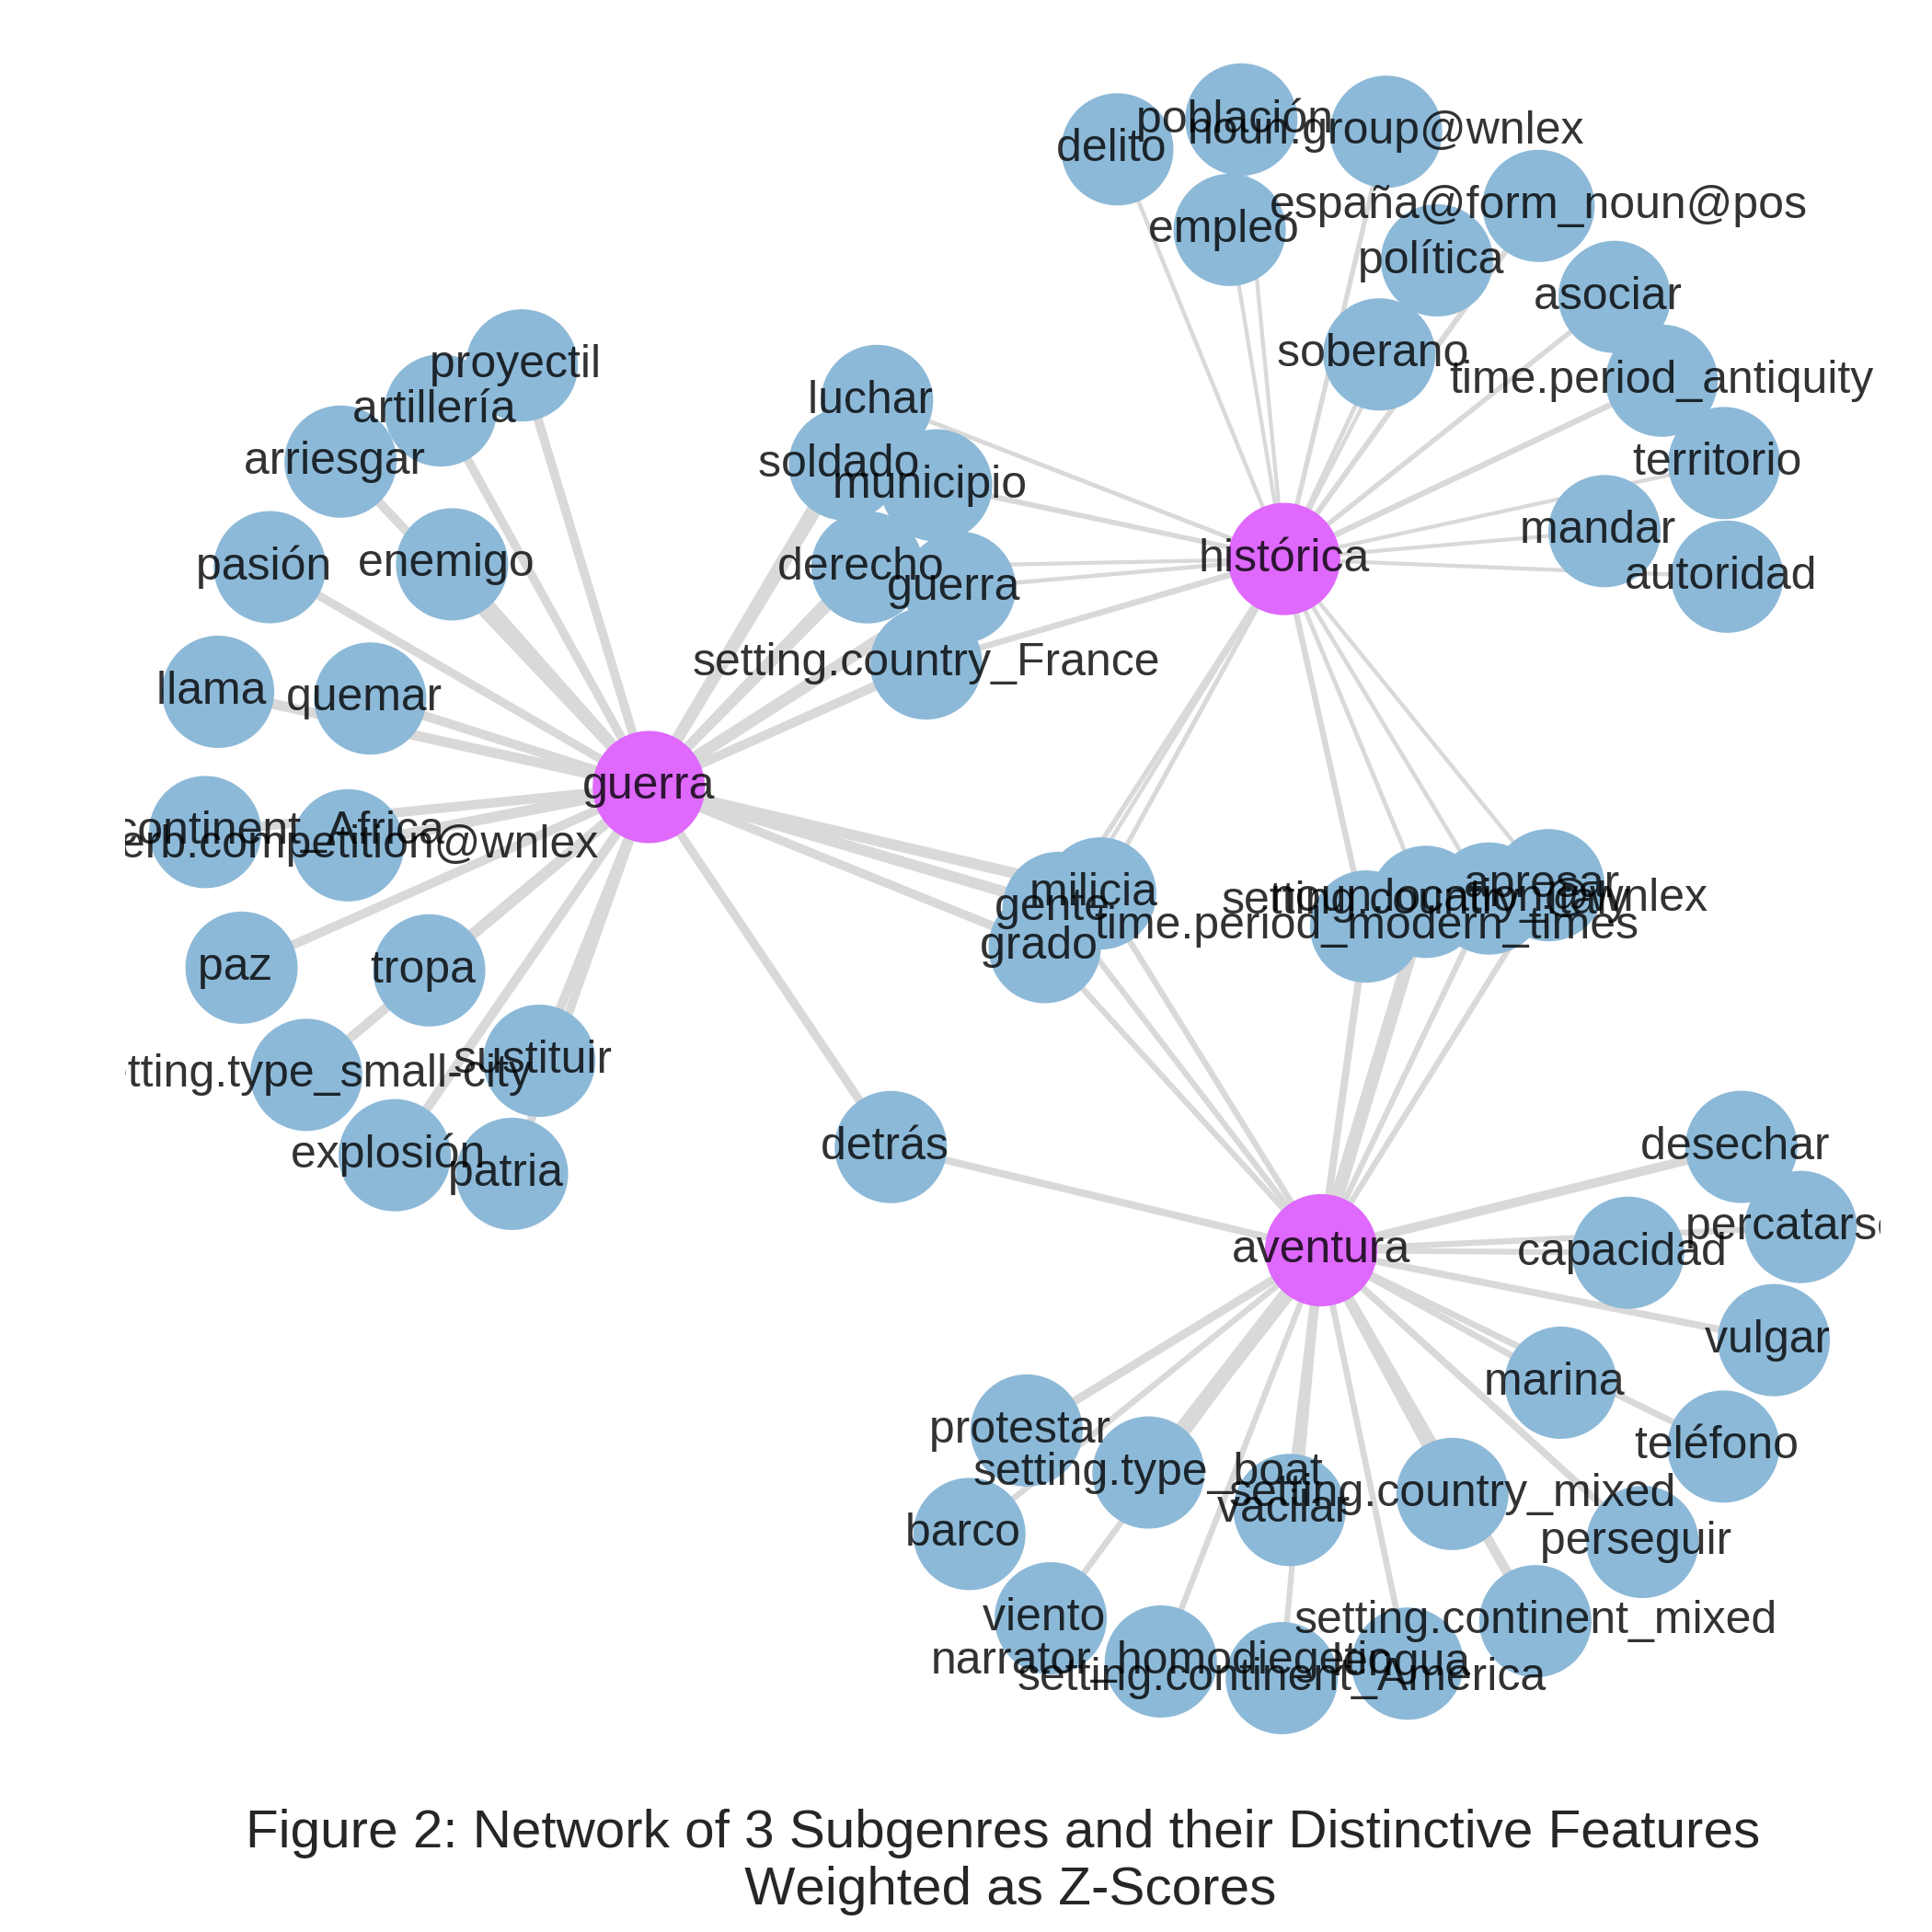 población
noun.group@wnlex
delito
españa@form_noun@pos
empleo
política
asociar
soberano
time.period_antiquity
proyectil
luchar
artillería
arriesgar
soldado
municipio
territorio
mandar
histórica
pasión
enemigo
derecho
guerra
autoridad
setting.country_France
llama
quemar
guerra
continent_Africa
erb.competition@wnlex
milicia
apresar
gente
noun.location@wnlex
time.period_modern_times
grado
paz
tropa
sustituir
tting.type_small-city
explosión
patria
detrás
desechar
percatarse
aventura
capacidad
vulgar
marina
protestar
teléfono
setting.type_boat
setting.country_mixed
vacilar
barco
perseguir
viento
setting.continent_mixed
narrator_homodiegetic
lengua
setting.continent_America
Figure 2: Network of 3 Subgenres and their Distinctive Features
Weighted as Z-Scores